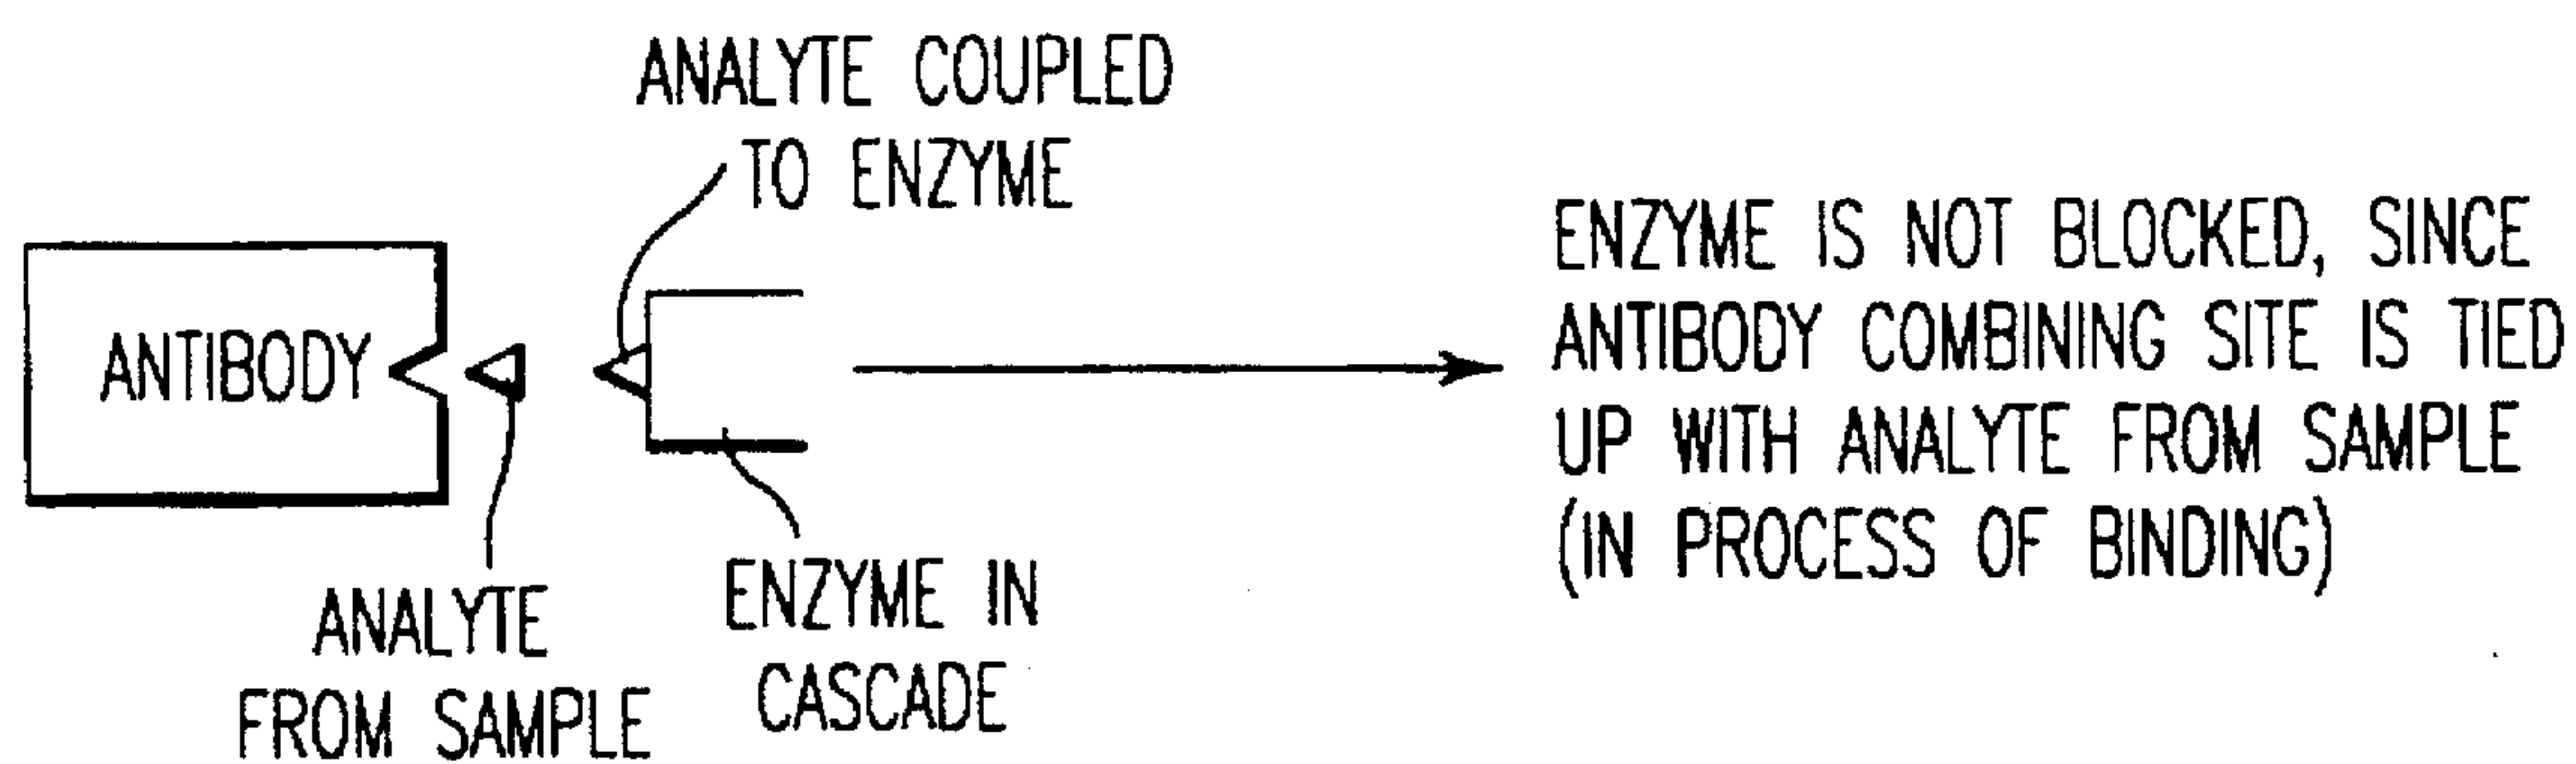 ANALYTE COUPLED
TO ENZYME
ANTIBODY
ANALYTE
FROM SAMPLE
ENZYME IN
CASCADE
ENZYME IS NOT BLOCKED, SINCE
ANTIBODY COMBINING SITE IS TIED
UP WITH ANALYTE FROM SAMPLE
(IN PROCESS OF BINDING)